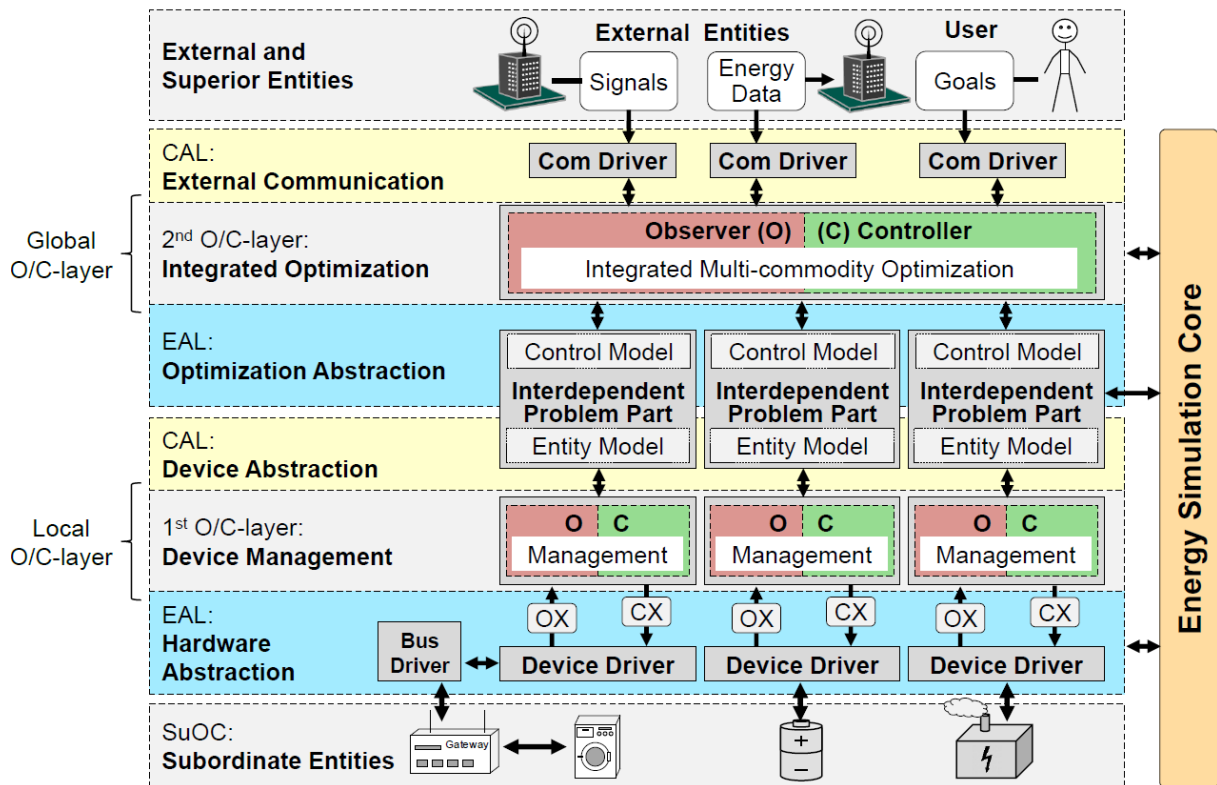 External and
Superior Entities
External Entities
User
Signals
Energy
Data
Goals
CAL:
External Communication
Com Driver
Com Driver
Com Driver
Global
O/C-layer
2nd O/C-layer:
Integrated Optimization
Observer (O) (C) Controller
Integrated Multi-commodity Optimization
EAL:
Optimization Abstraction
Control Model
Control Model
Control Model
Interdependent
Problem Part
Interdependent
Problem Part
Interdependent
Problem Part
CAL:
Device Abstraction
Entity Model
Entity Model
Entity Model
Local
O/C-layer
1st O/C-layer:
Device Management
O C
Management
O C
Management
O C
Management
EAL:
Hardware
Abstraction
OX
CX
OX
CX
OX
CX
Bus
Driver
Device Driver
Device Driver
Device Driver
SuOC:
Subordinate Entities
Gateway
+
–
Energy Simulation Core